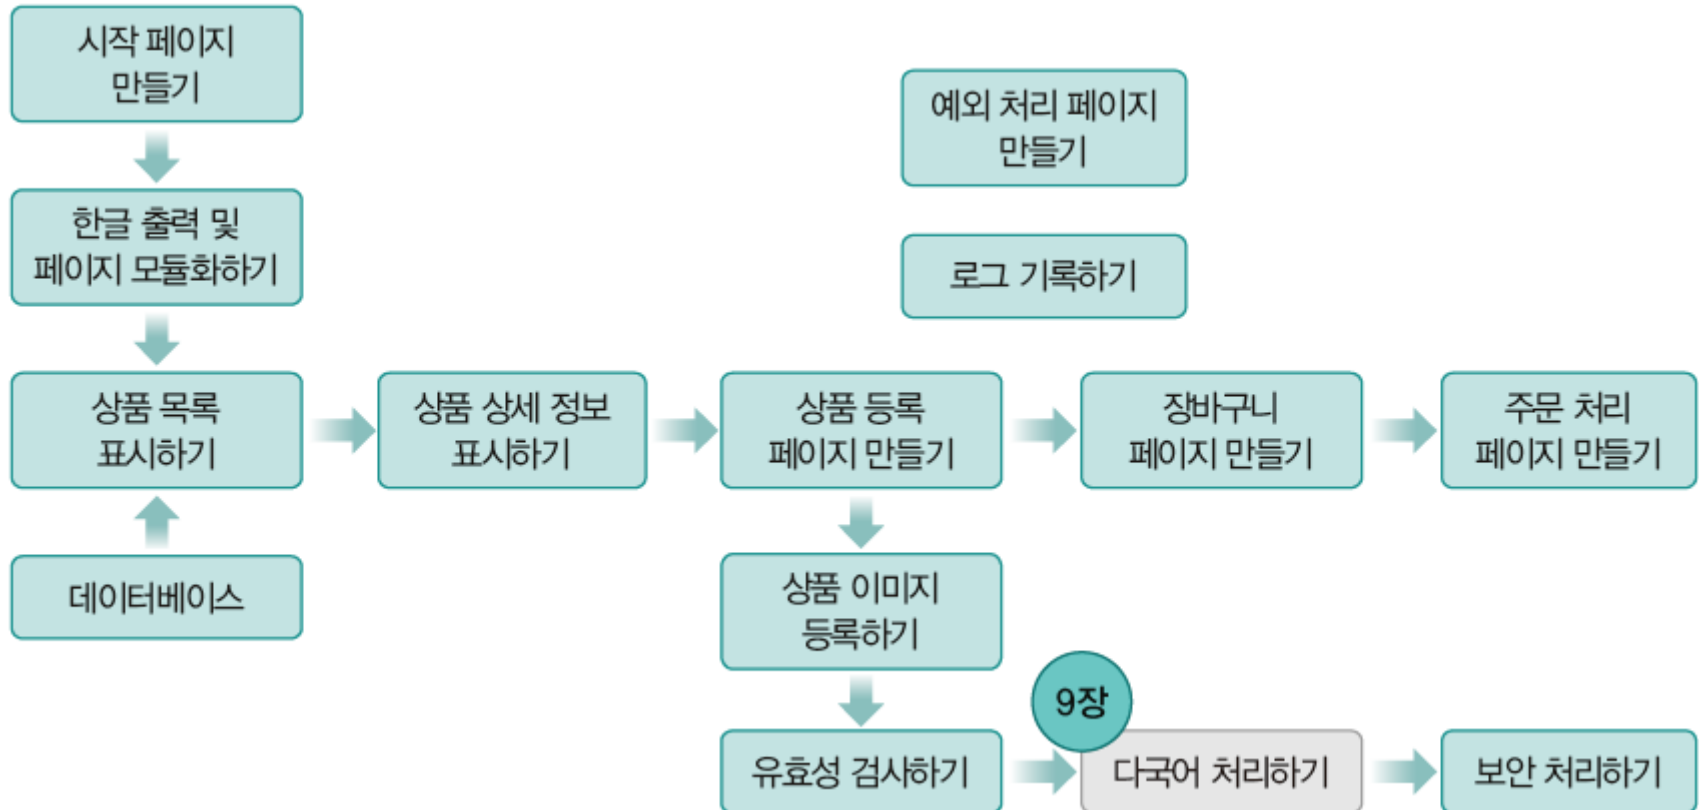 시작 페이지
만들기
예외 처리 페이지
만들기
한글 출력 및
페이지 모듈화하기
로그 기록하기
상품 목록
표시하기
상품 상세 정보
표시하기
상품 등록
페이지 만들기
장바구니
페이지 만들기
주문 처리
페이지 만들기
데이터베이스
상품 이미지
등록하기
9장
유효성 검사하기
다국어 처리하기
보안 처리하기